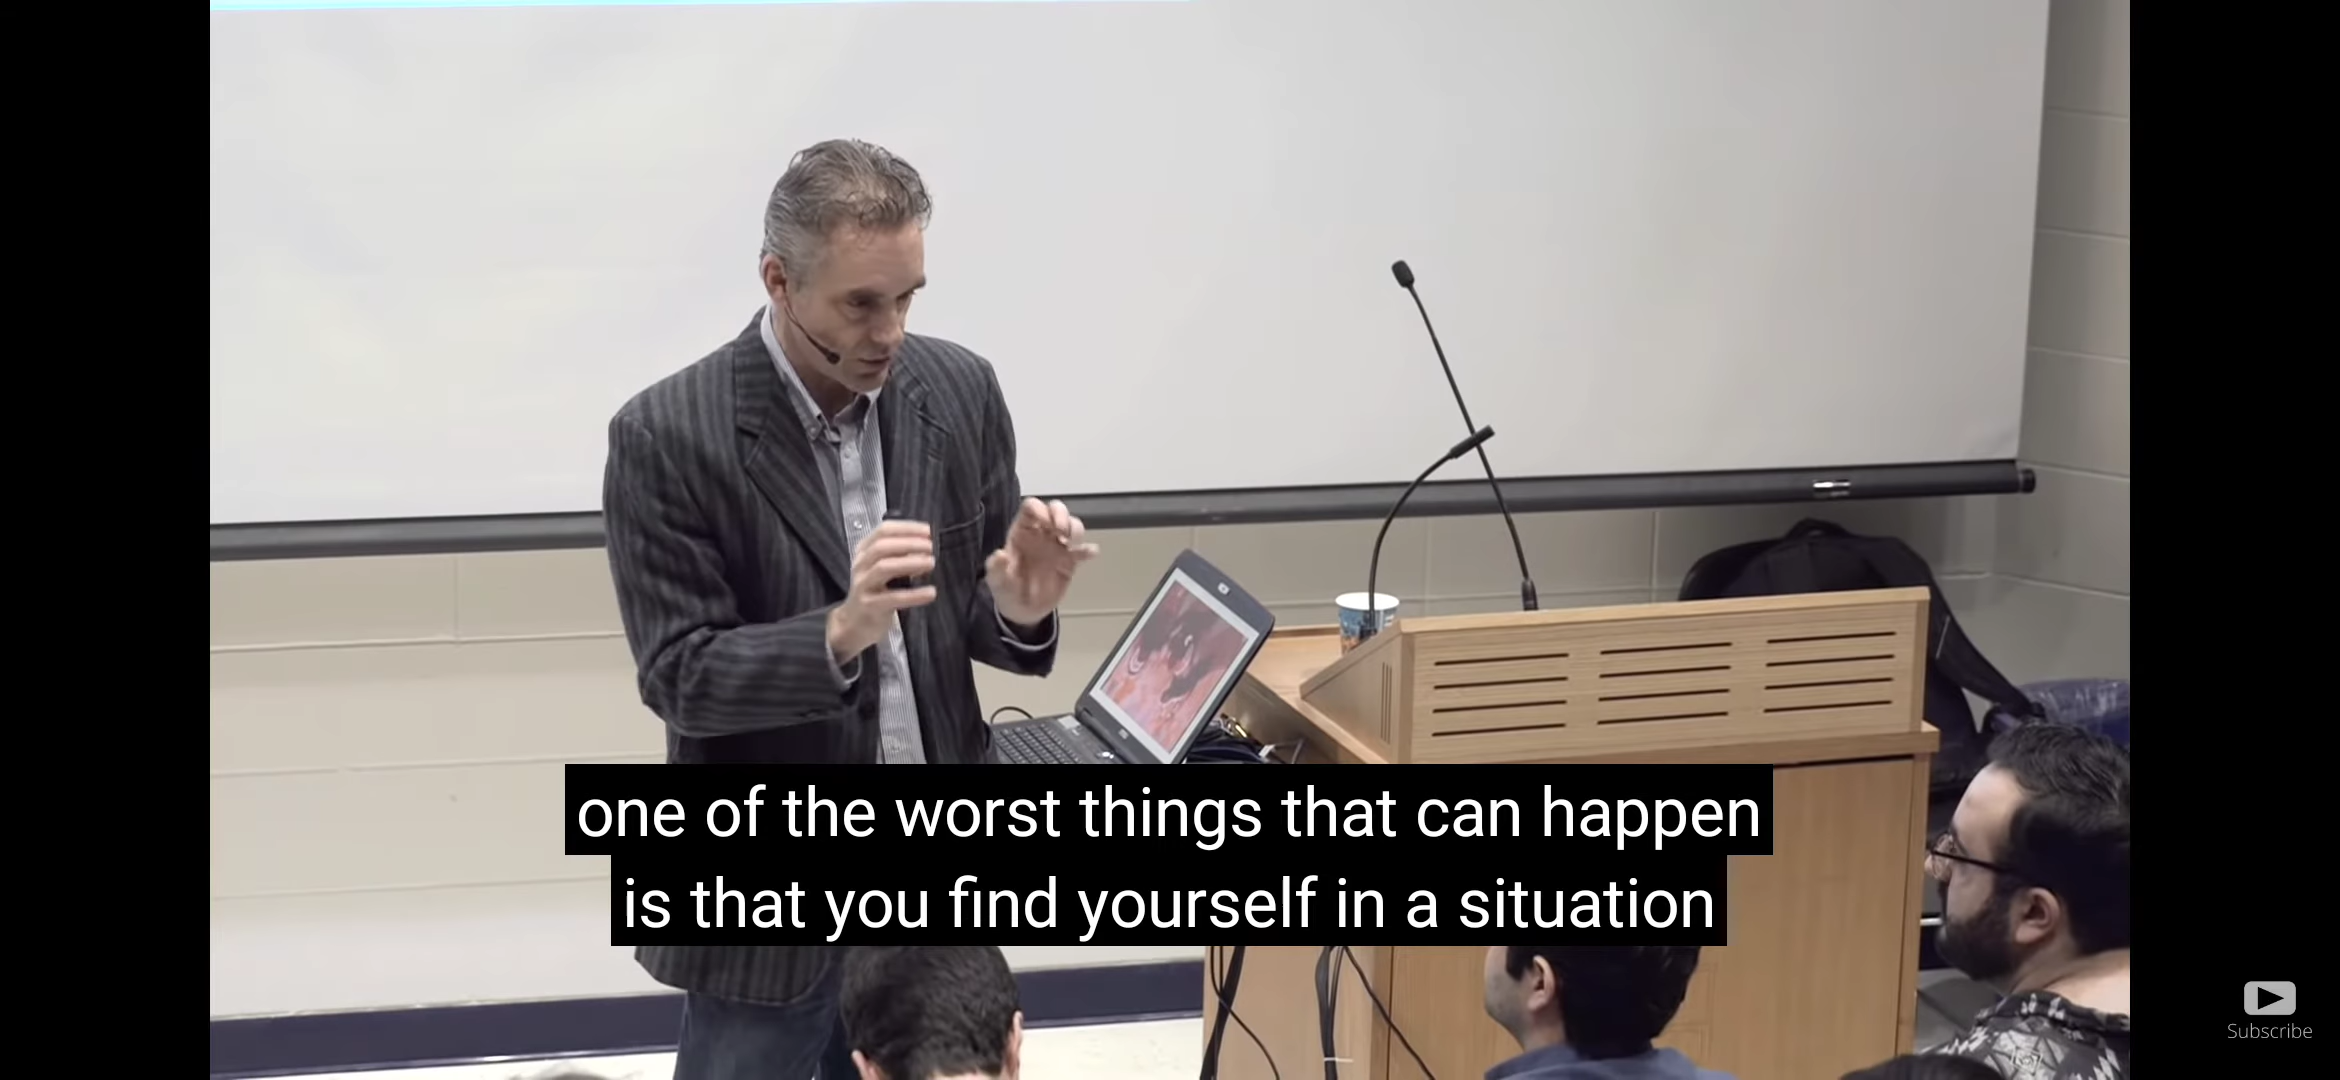 one of the worst things that can happen
is that you find yourself in a situation
Subscribe